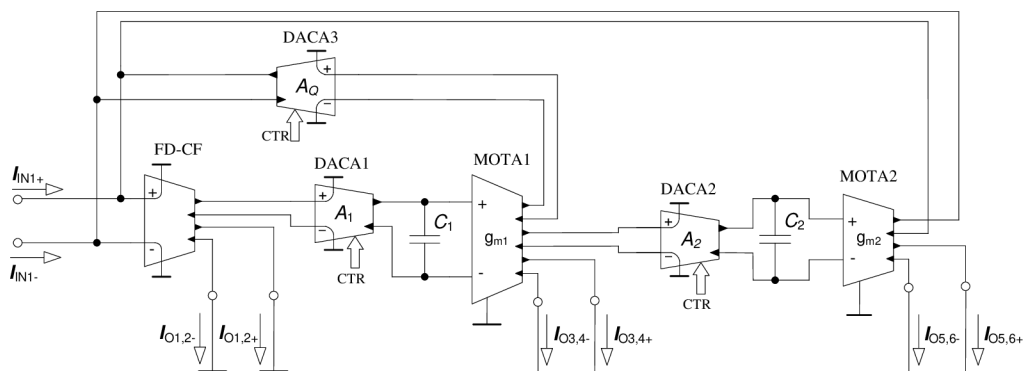 DACA3
+
A_Q
−
CTR
FD-CF
DACA1
MOTA1
DACA2
MOTA2
I_IN1+
+
-
I_IN1-
+
A_1
−
CTR
C_1
+
g_m1
-
+
A_2
−
CTR
C_2
+
g_m2
-
I_O1,2-
I_O1,2+
I_O3,4-
I_O3,4+
I_O5,6-
I_O5,6+